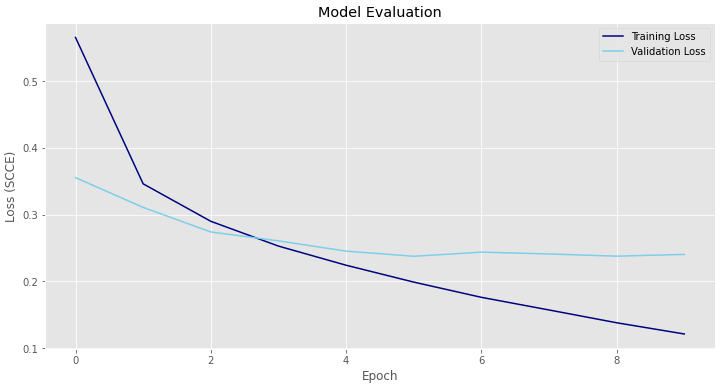 Model Evaluation
Training Loss
Validation Loss
0.5
0.4
0.3
0.2
0.1
Loss (SCCE)
0 2 4 6 8
Epoch